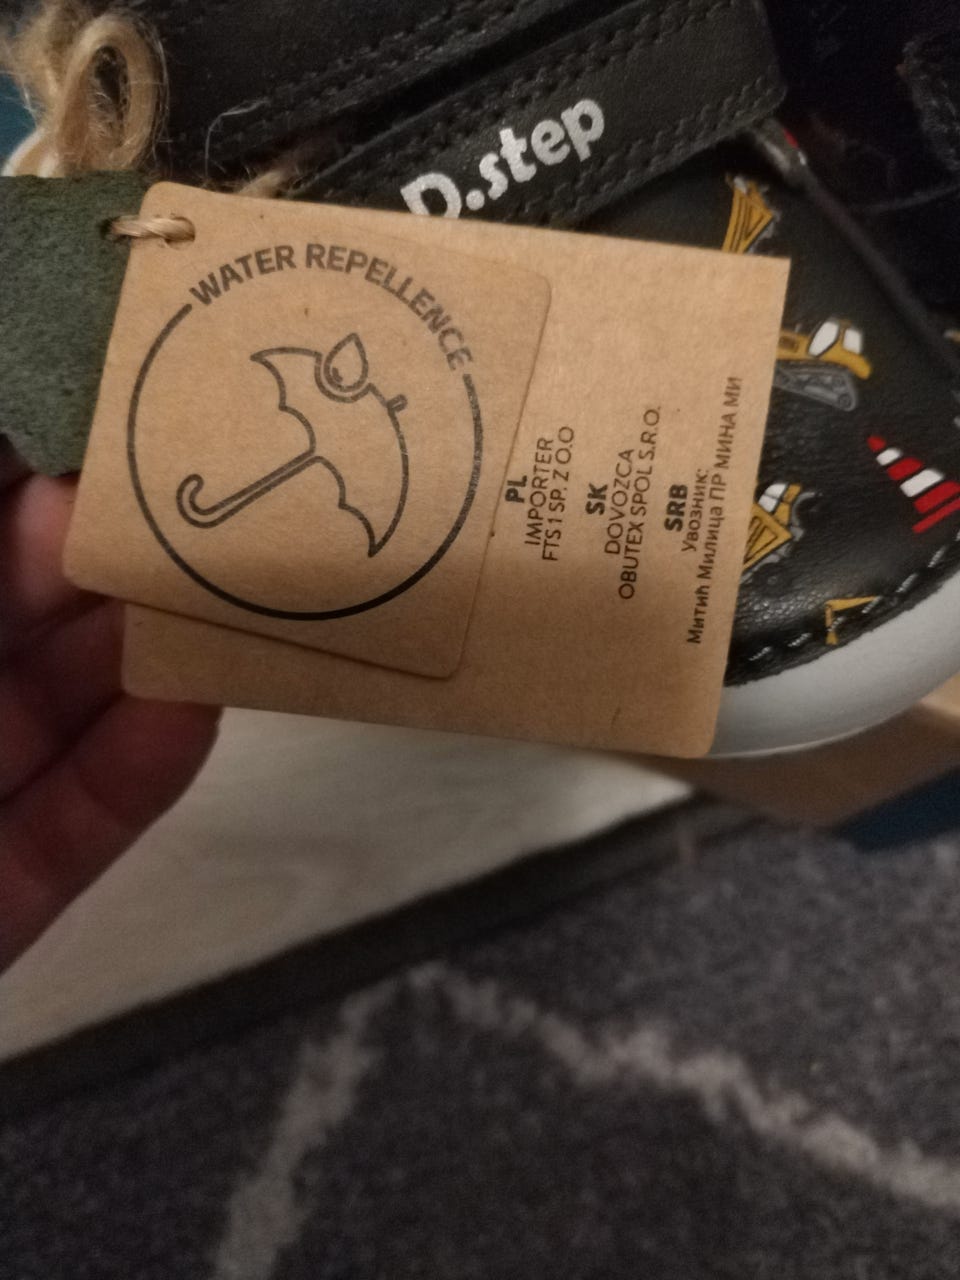 D.step
WATER REPELLENCE
PL
IMPORTER
FTS 1 SP. Z O.O
SK
DOVOZCA
OBUTEX SPOL S.R.O.
SRB
Увозник:
Митић Милица ПР МИНА МИ